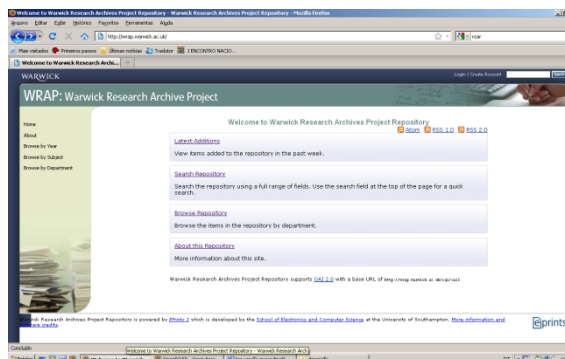 Welcome to Warwick Research Archives Project Repository - Warwick Research Archives Project Repository - Mozilla Firefox
Arquivo Editar Exibir Histórico Favoritos Ferramentas Ajuda
http://wrap.warwick.ac.uk/
roar
Mais visitados Primeiros passos Últimas notícias Tradutor I ENCONTRO NACIO...
Welcome to Warwick Research Archi...
WARWICK
Login | Create Account
WRAP: Warwick Research Archive Project
Home
About
Browse by Year
Browse by Subject
Browse by Department
Welcome to Warwick Research Archives Project Repository
Atom RSS 1.0 RSS 2.0
Latest Additions
View items added to the repository in the past week.
Search Repository
Search the repository using a full range of fields. Use the search field at the top of the page for a quick
search.
Browse Repository
Browse the items in the repository by department.
About this Repository
More information about this site.
Warwick Research Archives Project Repository supports OAI 2.0 with a base URL of
Warwick Research Archives Project Repository is powered by EPrints 3 which is developed by the School of Electronics and Computer Science at the University of Southampton. More information and
software credits.
eprints
Concluído
Welcome to Warwick Research Archives Project Repository - Warwick Research Archi